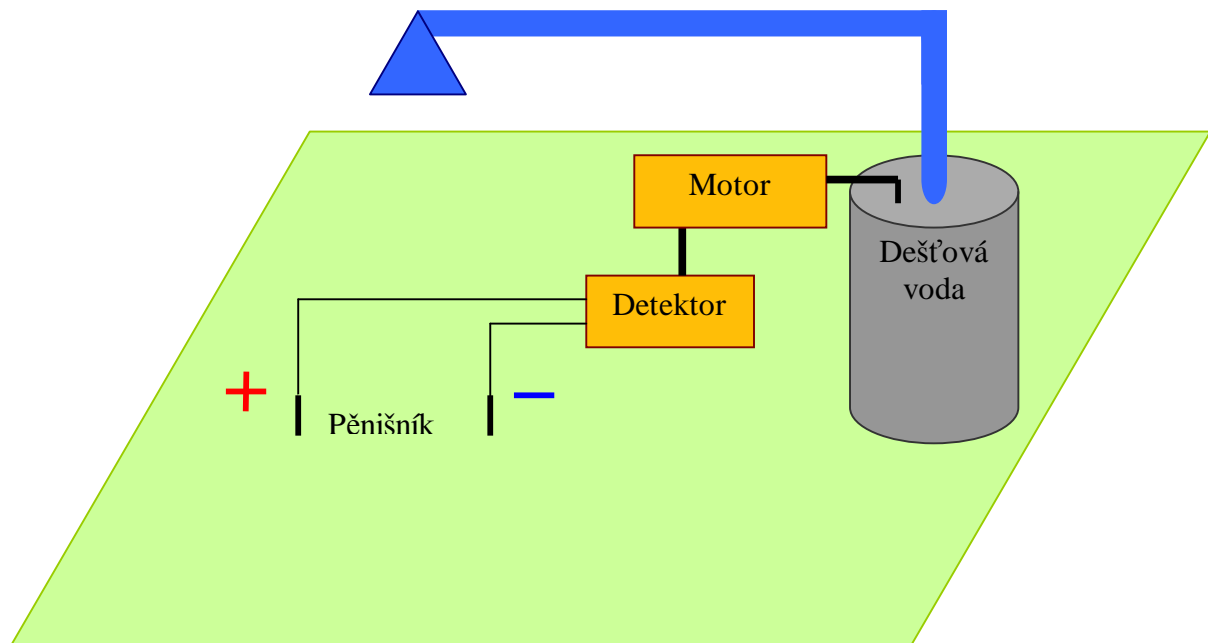 Motor
Dešťová
voda
Detektor
+
−
Pěnišník